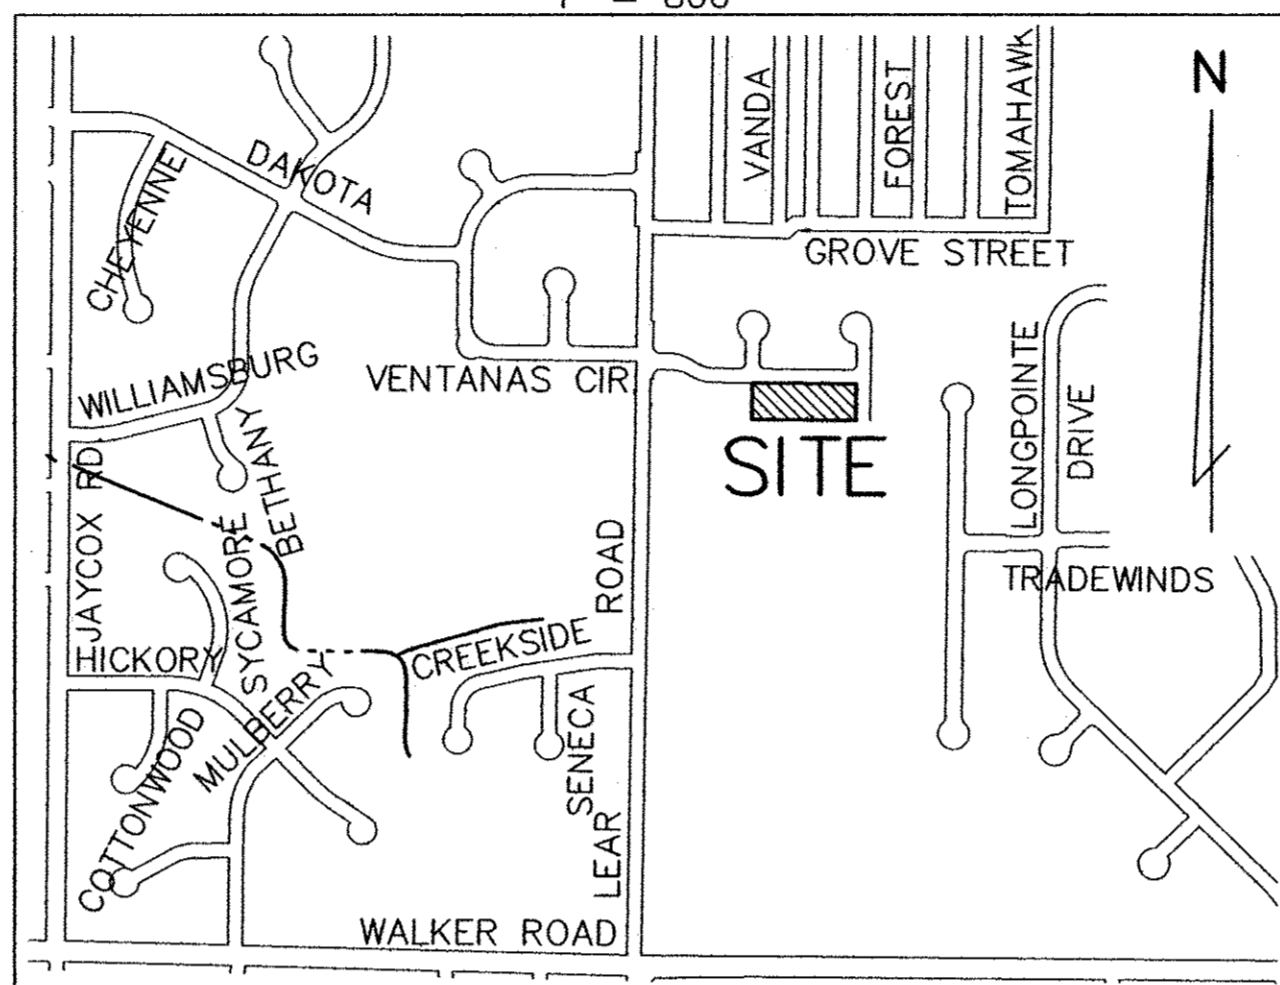 VANDA
FOREST
TOMAHAWK
N
DAKOTA
CHEYENNE
GROVE STREET
WILLIAMSBURG
VENTANAS CIR.
LONGPOINTE
DRIVE
BETHANY
SITE
JAYCOX RD.
SYCAMORE
ROAD
TRADEWINDS
HICKORY
CREEKSIDE
MULBERRY
COTTONWOOD
SENECA
LEAR
WALKER ROAD